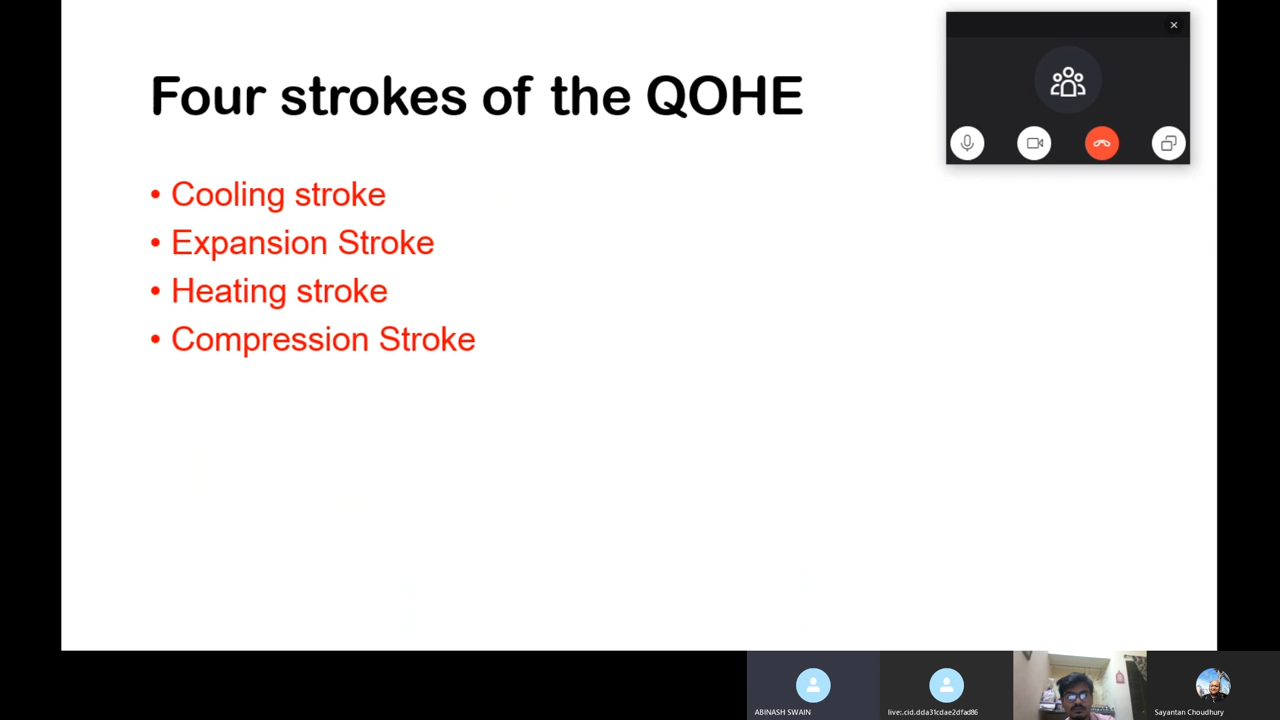 Four strokes of the QOHE
• Cooling stroke
• Expansion Stroke
• Heating stroke
• Compression Stroke
ABINASH SWAIN
live:.cid.dda31cdae2dfad86
Sayantan Choudhury